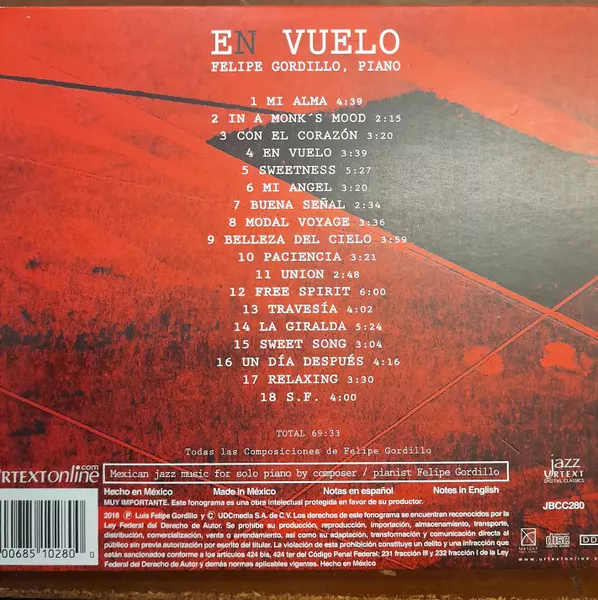 EN VUELO
FELIPE GORDILLO, PIANO
1 MI ALMA 4:39
2 IN A MONK´S MOOD 2:15
3 CON EL CORAZÓN 3:20
4 EN VUELO 3:39
5 SWEETNESS 5:27
6 MI ANGEL 3:20
7 BUENA SEÑAL 2:34
8 MODAL VOYAGE 3:36
9 BELLEZA DEL CIELO 3:59
10 PACIENCIA 3:21
11 UNION 2:48
12 FREE SPIRIT 6:00
13 TRAVESÍA 4:02
14 LA GIRALDA 5:24
15 SWEET SONG 3:04
16 UN DÍA DESPUÉS 4:16
17 RELAXING 3:30
18 S.F. 4:00
TOTAL 69:33
Todas las Composiciones de Felipe Gordillo
RTEXTonline.com
Mexican jazz music for solo piano by composer / pianist Felipe Gordillo
jazz
URTEXT
DIGITAL CLASSICS
Hecho en México Made in México Notas en español Notes in English
MUY IMPORTANTE. Este fonograma es una obra intelectual protegida en favor de su productor.
JBCC280
2018 Ⓟ Luis Felipe Gordillo y © UDCmedia S.A. de C.V. Los derechos de este fonograma se encuentran reconocidos por la
Ley Federal del Derecho de Autor. Se prohibe su reproducción, importación, almacenamiento, transporte,
distribución, comercialización, venta o arrendamiento, así como su adaptación, transformación y comunicación directa al
público sin previa autorización por escrito del titular. La violación de esta prohibición constituye un delito y una infracción que
están sancionados conforme a los artículos 424 bis, 424 ter del Código Penal Federal; 231 fracción III y 232 fracción I de la Ley
Federal del Derecho de Autor y demás normas aplicables vigentes. Hecho en México
00685 10280 0
URTEXT
disc
DD
www.urtextonline.com